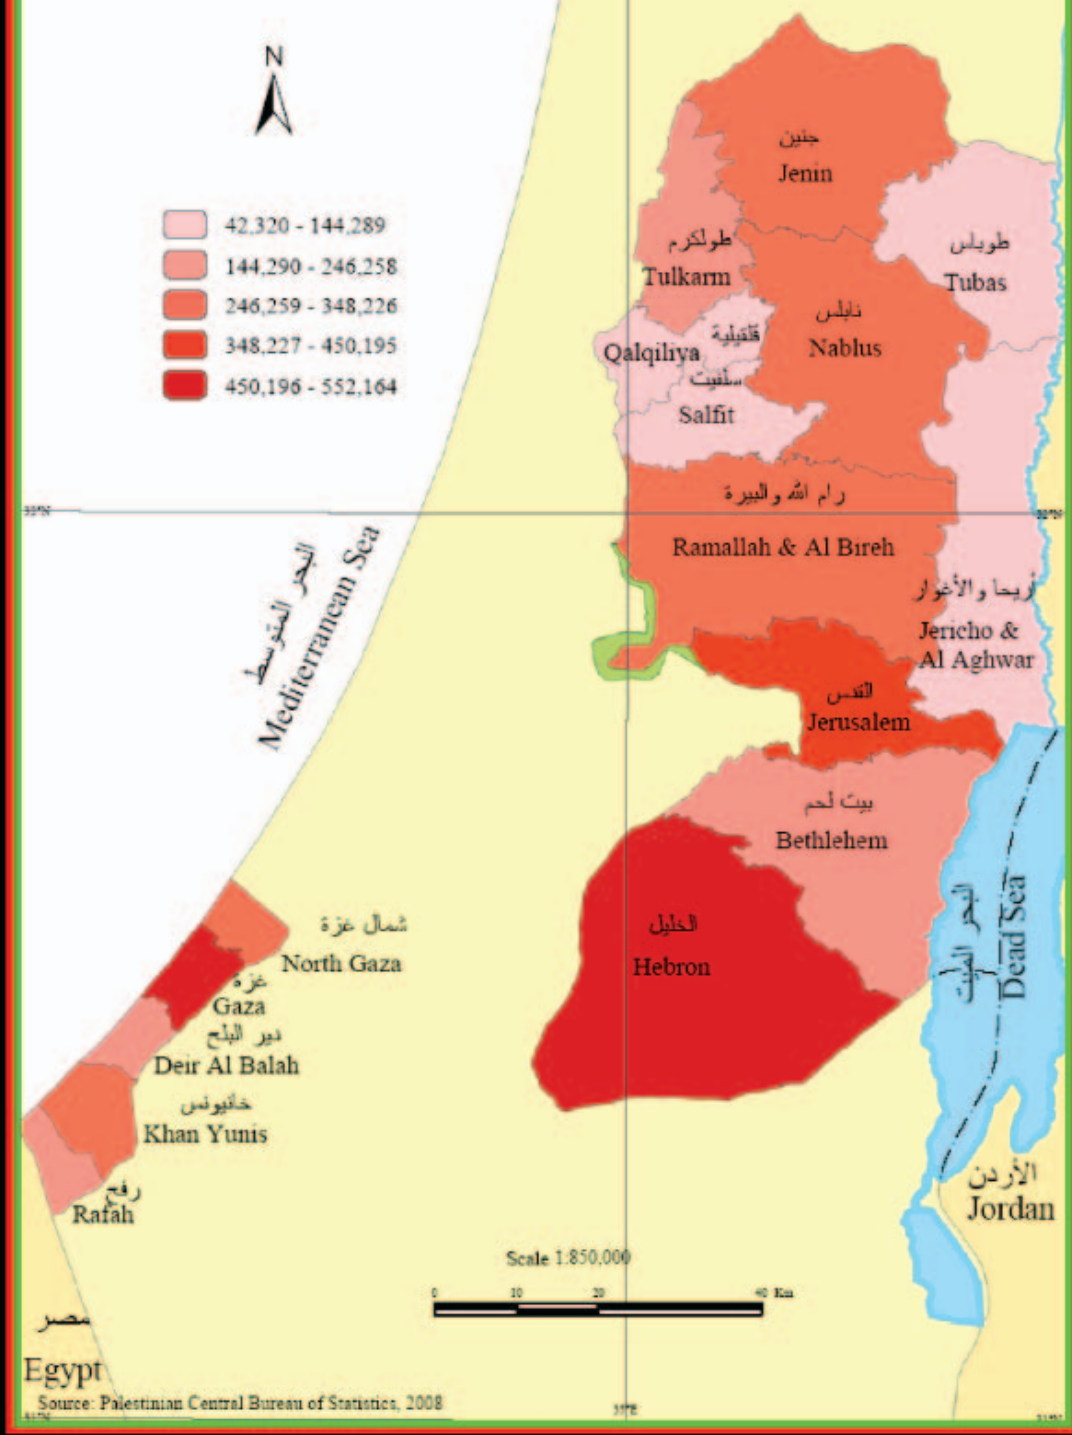 N
42,320 - 144,289
144,290 - 246,258
246,259 - 348,226
348,227 - 450,195
450,196 - 552,164
جنين
Jenin
طولكرم
Tulkarm
طوباس
Tubas
نابلس
Nablus
قلقيلية
Qalqiliya
سلفيت
Salfit
رام الله والبيرة
Ramallah & Al Bireh
أريحا والأغوار
Jericho &
Al Aghwar
القدس
Jerusalem
بيت لحم
Bethlehem
الخليل
Hebron
البحر المتوسط
Mediterranean Sea
البحر الميت
Dead Sea
شمال غزة
North Gaza
غزة
Gaza
دير البلح
Deir Al Balah
خانيونس
Khan Yunis
رفح
Rafah
الأردن
Jordan
مصر
Egypt
Scale 1:850,000
0 10 20 40 Km
Source: Palestinian Central Bureau of Statistics, 2008